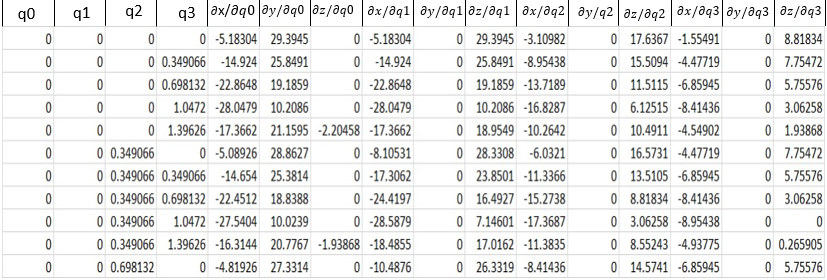 q0 q1 q2 q3 ∂x/∂q0 ∂y/∂q0 ∂z/∂q0 ∂x/∂q1 ∂y/∂q1 ∂z/∂q1 ∂x/∂q2 ∂y/q2 ∂z/∂q2 ∂x/∂q3 ∂y/∂q3 ∂z/∂q3
0 0 0 0 -5.18304 29.3945 0 -5.18304 0 29.3945 -3.10982 0 17.6367 -1.55491 0 8.81834
0 0 0 0.349066 -14.924 25.8491 0 -14.924 0 25.8491 -8.95438 0 15.5094 -4.47719 0 7.75472
0 0 0 0.698132 -22.8648 19.1859 0 -22.8648 0 19.1859 -13.7189 0 11.5115 -6.85945 0 5.75576
0 0 0 1.0472 -28.0479 10.2086 0 -28.0479 0 10.2086 -16.8287 0 6.12515 -8.41436 0 3.06258
0 0 0 1.39626 -17.3662 21.1595 -2.20458 -17.3662 0 18.9549 -10.2642 0 10.4911 -4.54902 0 1.93868
0 0 0.349066 0 -5.08926 28.8627 0 -8.10531 0 28.3308 -6.0321 0 16.5731 -4.47719 0 7.75472
0 0 0.349066 0.349066 -14.654 25.3814 0 -17.3062 0 23.8501 -11.3366 0 13.5105 -6.85945 0 5.75576
0 0 0.349066 0.698132 -22.4512 18.8388 0 -24.4197 0 16.4927 -15.2738 0 8.81834 -8.41436 0 3.06258
0 0 0.349066 1.0472 -27.5404 10.0239 0 -28.5879 0 7.14601 -17.3687 0 3.06258 -8.95438 0 0
0 0 0.349066 1.39626 -16.3144 20.7767 -1.93868 -18.4855 0 17.0162 -11.3835 0 8.55243 -4.93775 0 0.265905
0 0 0.698132 0 -4.81926 27.3314 0 -10.4876 0 26.3319 -8.41436 0 14.5741 -6.85945 0 5.75576